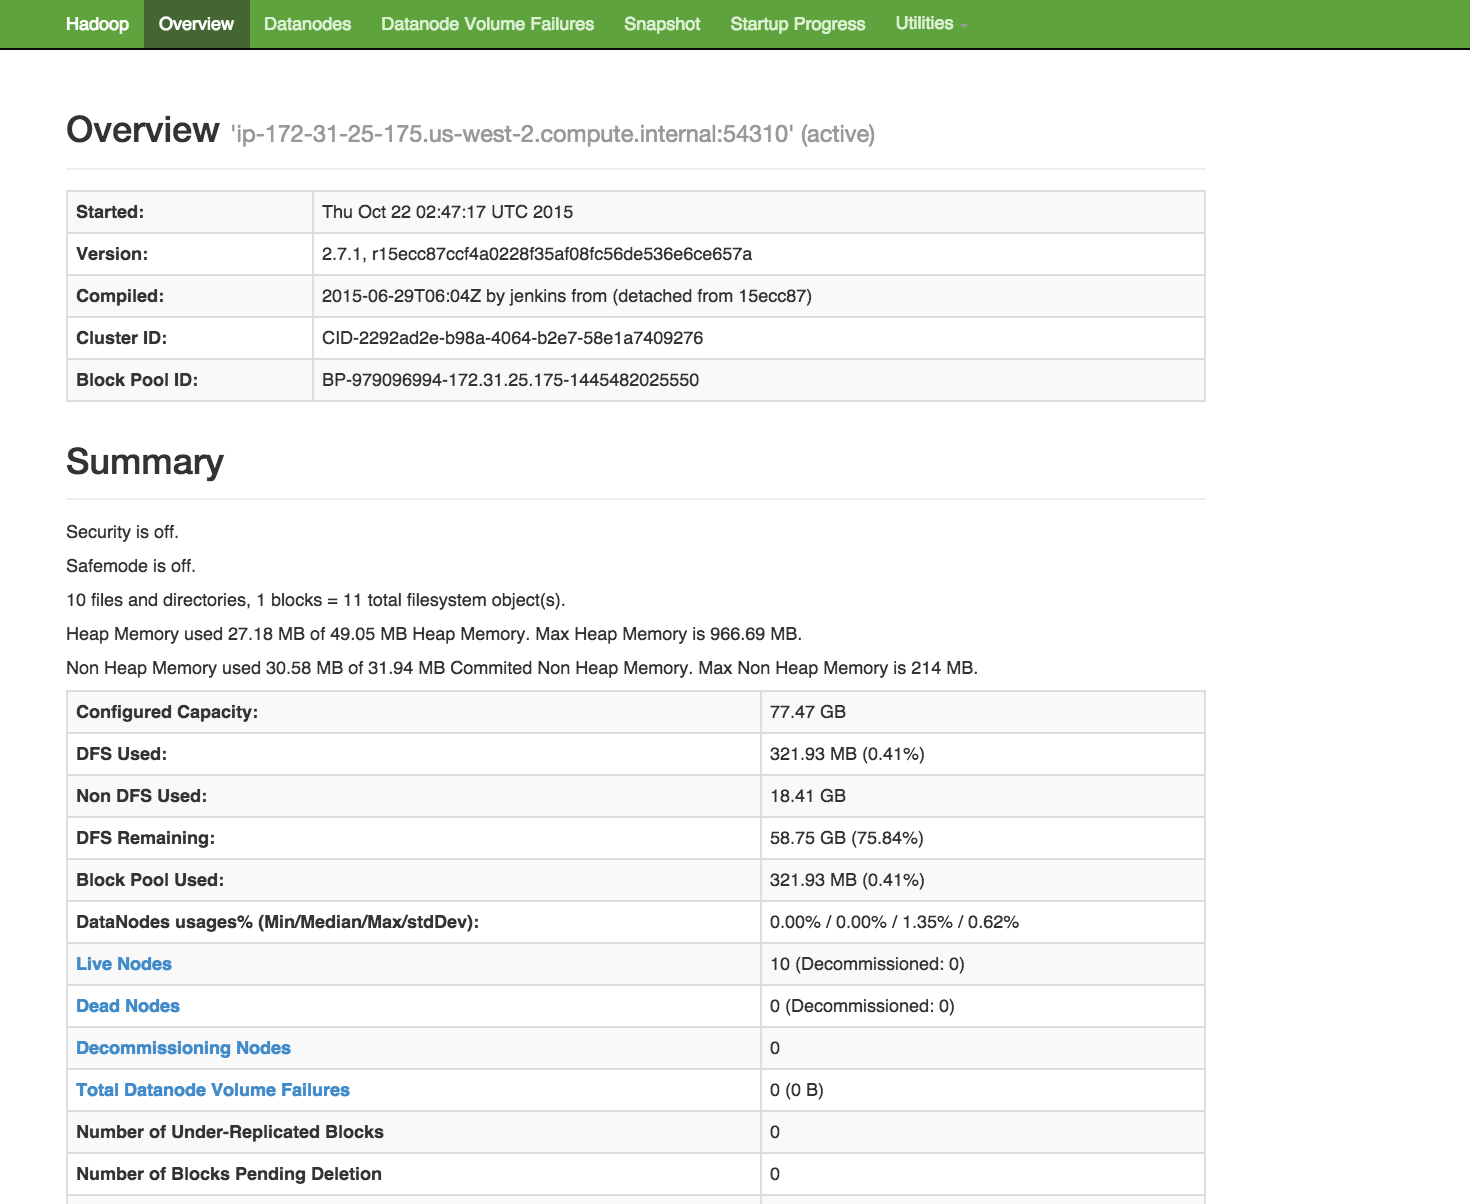 Hadoop Overview Datanodes Datanode Volume Failures Snapshot Startup Progress Utilities
Overview 'ip-172-31-25-175.us-west-2.compute.internal:54310' (active)
Started: Thu Oct 22 02:47:17 UTC 2015
Version: 2.7.1, r15ecc87ccf4a0228f35af08fc56de536e6ce657a
Compiled: 2015-06-29T06:04Z by jenkins from (detached from 15ecc87)
Cluster ID: CID-2292ad2e-b98a-4064-b2e7-58e1a7409276
Block Pool ID: BP-979096994-172.31.25.175-1445482025550
Summary
Security is off.
Safemode is off.
10 files and directories, 1 blocks = 11 total filesystem object(s).
Heap Memory used 27.18 MB of 49.05 MB Heap Memory. Max Heap Memory is 966.69 MB.
Non Heap Memory used 30.58 MB of 31.94 MB Commited Non Heap Memory. Max Non Heap Memory is 214 MB.
Configured Capacity: 77.47 GB
DFS Used: 321.93 MB (0.41%)
Non DFS Used: 18.41 GB
DFS Remaining: 58.75 GB (75.84%)
Block Pool Used: 321.93 MB (0.41%)
DataNodes usages% (Min/Median/Max/stdDev): 0.00% / 0.00% / 1.35% / 0.62%
Live Nodes 10 (Decommissioned: 0)
Dead Nodes 0 (Decommissioned: 0)
Decommissioning Nodes 0
Total Datanode Volume Failures 0 (0 B)
Number of Under-Replicated Blocks 0
Number of Blocks Pending Deletion 0